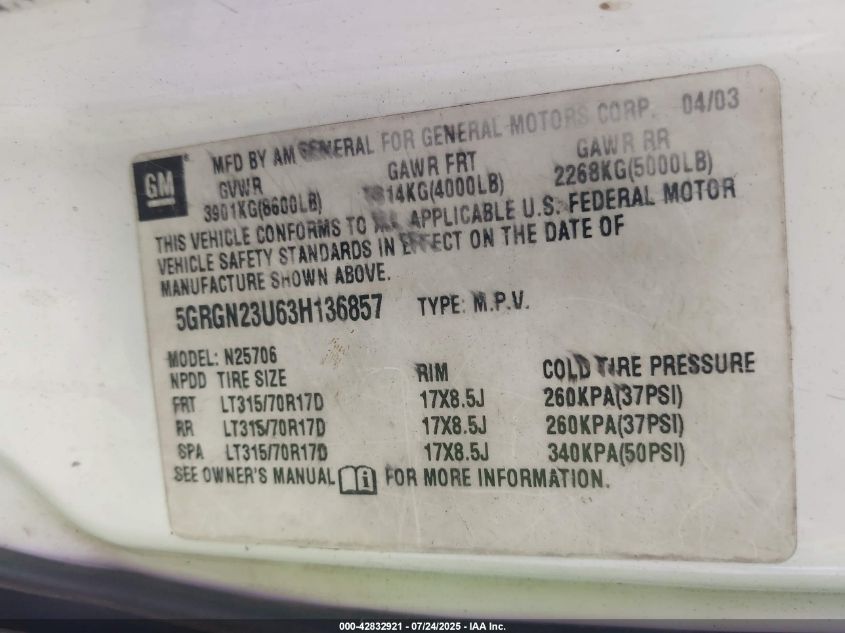 MFD BY AM GENERAL FOR GENERAL MOTORS CORP. 04/03
GM
GVWR GAWR FRT GAWR RR
3901KG(8600LB) 1814KG(4000LB) 2268KG(5000LB)
THIS VEHICLE CONFORMS TO ALL APPLICABLE U.S. FEDERAL MOTOR
VEHICLE SAFETY STANDARDS IN EFFECT ON THE DATE OF
MANUFACTURE SHOWN ABOVE.
5GRGN23U63H136857 TYPE: M.P.V.
MODEL: N25706
NPDD TIRE SIZE RIM COLD TIRE PRESSURE
FRT LT315/70R17D 17X8.5J 260KPA(37PSI)
RR LT315/70R17D 17X8.5J 260KPA(37PSI)
SPA LT315/70R17D 17X8.5J 340KPA(50PSI)
SEE OWNER'S MANUAL i FOR MORE INFORMATION.
000-42832921 - 07/24/2025 - IAA Inc.